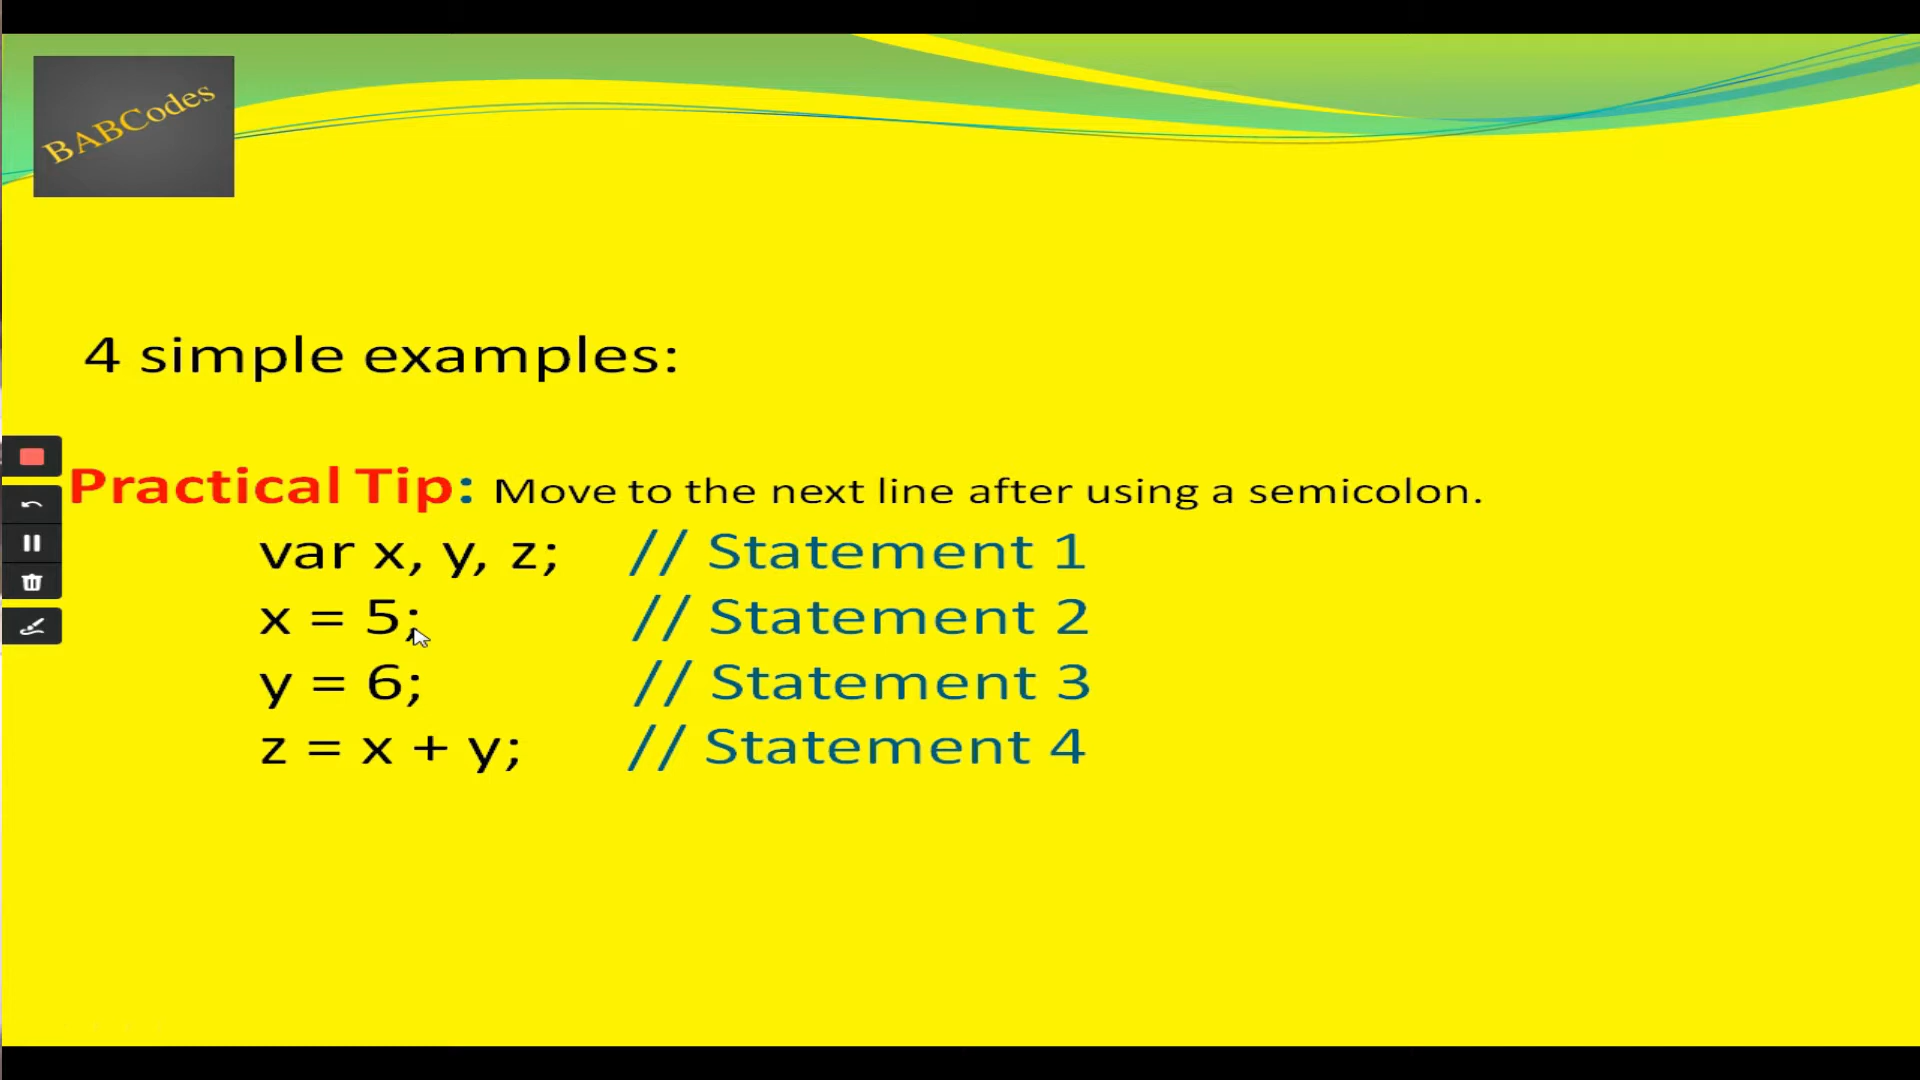 BABCodes
4 simple examples:
Practical Tip: Move to the next line after using a semicolon.
var x, y, z; // Statement 1
x = 5; // Statement 2
y = 6; // Statement 3
z = x + y; // Statement 4